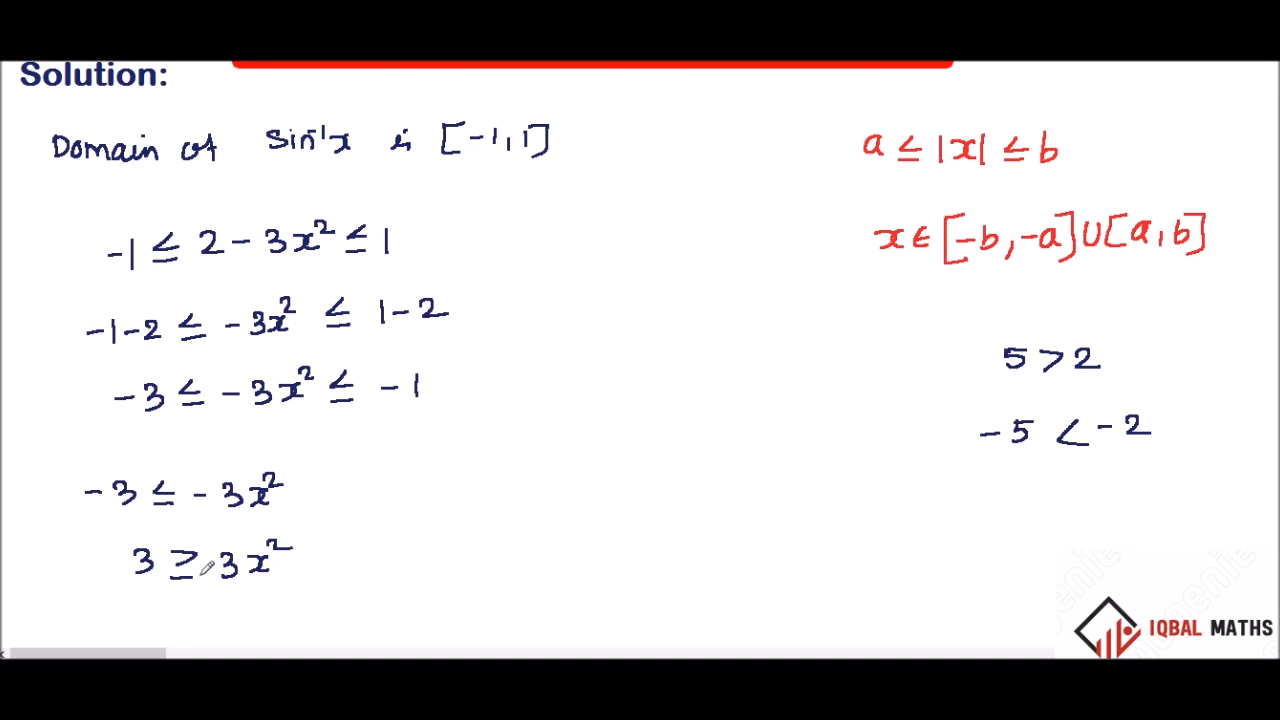 Solution:
Domain of Sin⁻¹x is [-1, 1]
-1 ≤ 2 - 3x² ≤ 1
-1-2 ≤ -3x² ≤ 1-2
-3 ≤ -3x² ≤ -1
-3 ≤ -3x²
3 ≥ 3x²
a ≤ |x| ≤ b
x ∈ [-b, -a] ∪ [a, b]
5 > 2
-5 < -2
IQBAL MATHS